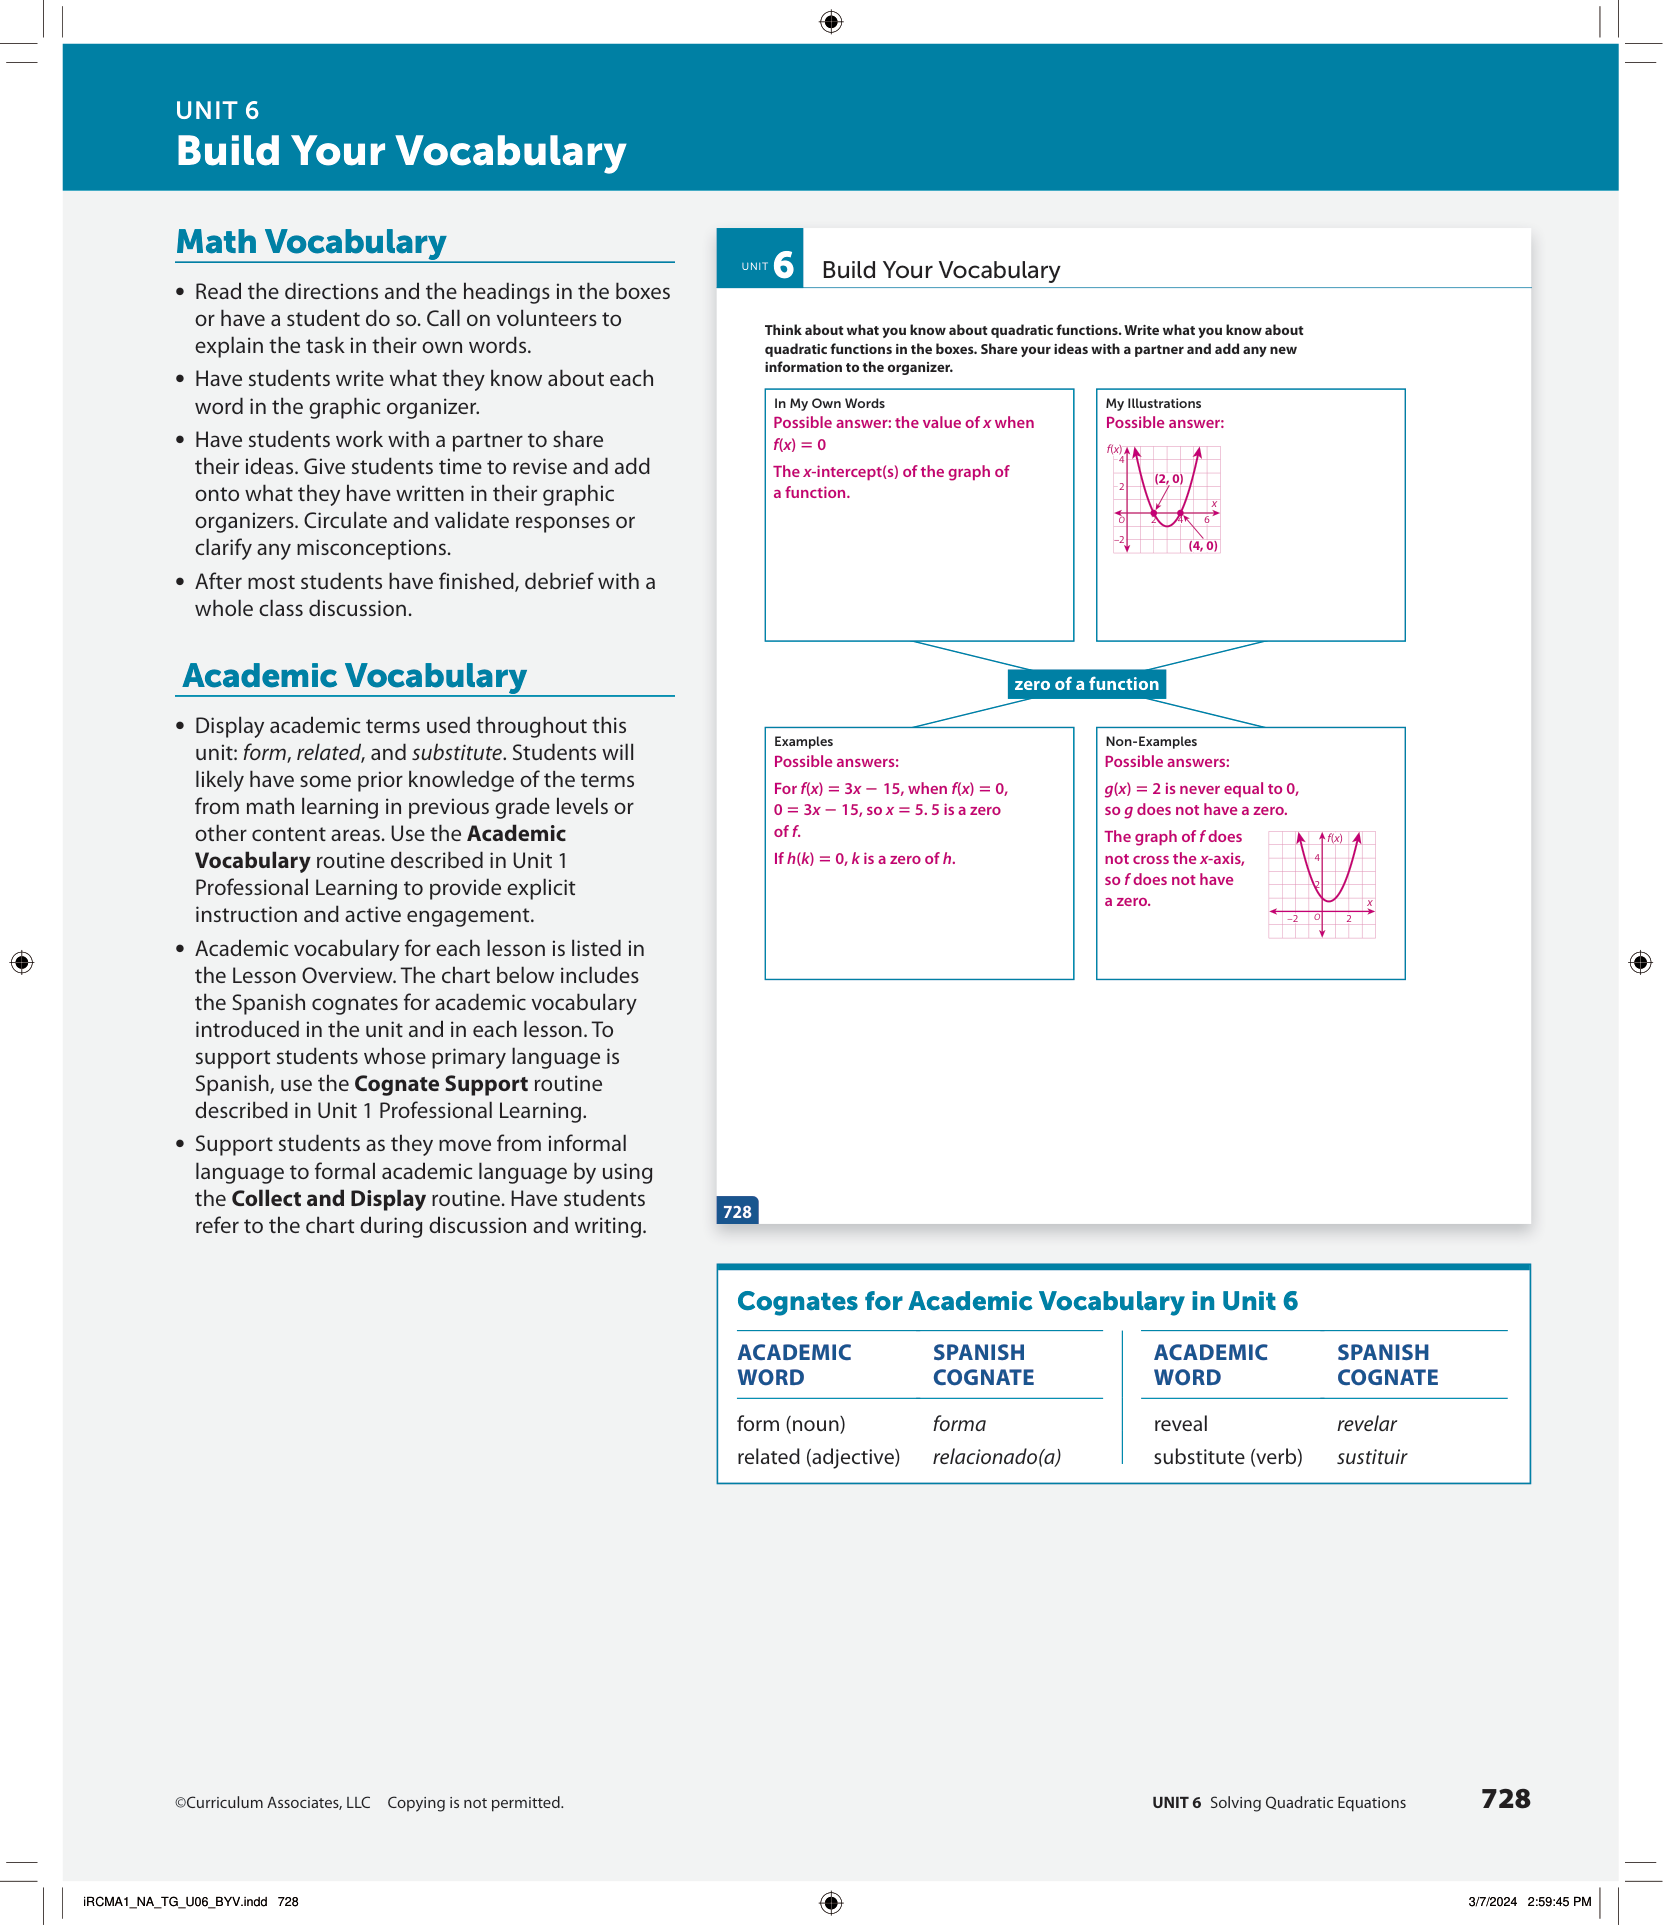 UNIT 6
Build Your Vocabulary
Math Vocabulary
• Read the directions and the headings in the boxes
or have a student do so. Call on volunteers to
explain the task in their own words.
• Have students write what they know about each
word in the graphic organizer.
• Have students work with a partner to share
their ideas. Give students time to revise and add
onto what they have written in their graphic
organizers. Circulate and validate responses or
clarify any misconceptions.
• After most students have finished, debrief with a
whole class discussion.
Academic Vocabulary
• Display academic terms used throughout this
unit: form, related, and substitute. Students will
likely have some prior knowledge of the terms
from math learning in previous grade levels or
other content areas. Use the Academic
Vocabulary routine described in Unit 1
Professional Learning to provide explicit
instruction and active engagement.
• Academic vocabulary for each lesson is listed in
the Lesson Overview. The chart below includes
the Spanish cognates for academic vocabulary
introduced in the unit and in each lesson. To
support students whose primary language is
Spanish, use the Cognate Support routine
described in Unit 1 Professional Learning.
• Support students as they move from informal
language to formal academic language by using
the Collect and Display routine. Have students
refer to the chart during discussion and writing.
UNIT 6 Build Your Vocabulary
Think about what you know about quadratic functions. Write what you know about
quadratic functions in the boxes. Share your ideas with a partner and add any new
information to the organizer.
In My Own Words
Possible answer: the value of x when
f(x) = 0
The x-intercept(s) of the graph of
a function.
My Illustrations
Possible answer:
f(x)
4
2
(2, 0)
x
O 2 4 6
–2
(4, 0)
zero of a function
Examples
Possible answers:
For f(x) = 3x − 15, when f(x) = 0,
0 = 3x − 15, so x = 5. 5 is a zero
of f.
If h(k) = 0, k is a zero of h.
Non-Examples
Possible answers:
g(x) = 2 is never equal to 0,
so g does not have a zero.
The graph of f does
not cross the x-axis,
so f does not have
a zero.
f(x)
4
2
x
–2 O 2
728
Cognates for Academic Vocabulary in Unit 6
ACADEMIC WORD SPANISH COGNATE ACADEMIC WORD SPANISH COGNATE
form (noun) forma reveal revelar
related (adjective) relacionado(a) substitute (verb) sustituir
©Curriculum Associates, LLC Copying is not permitted.
UNIT 6 Solving Quadratic Equations 728
iRCMA1_NA_TG_U06_BYV.indd 728
3/7/2024 2:59:45 PM